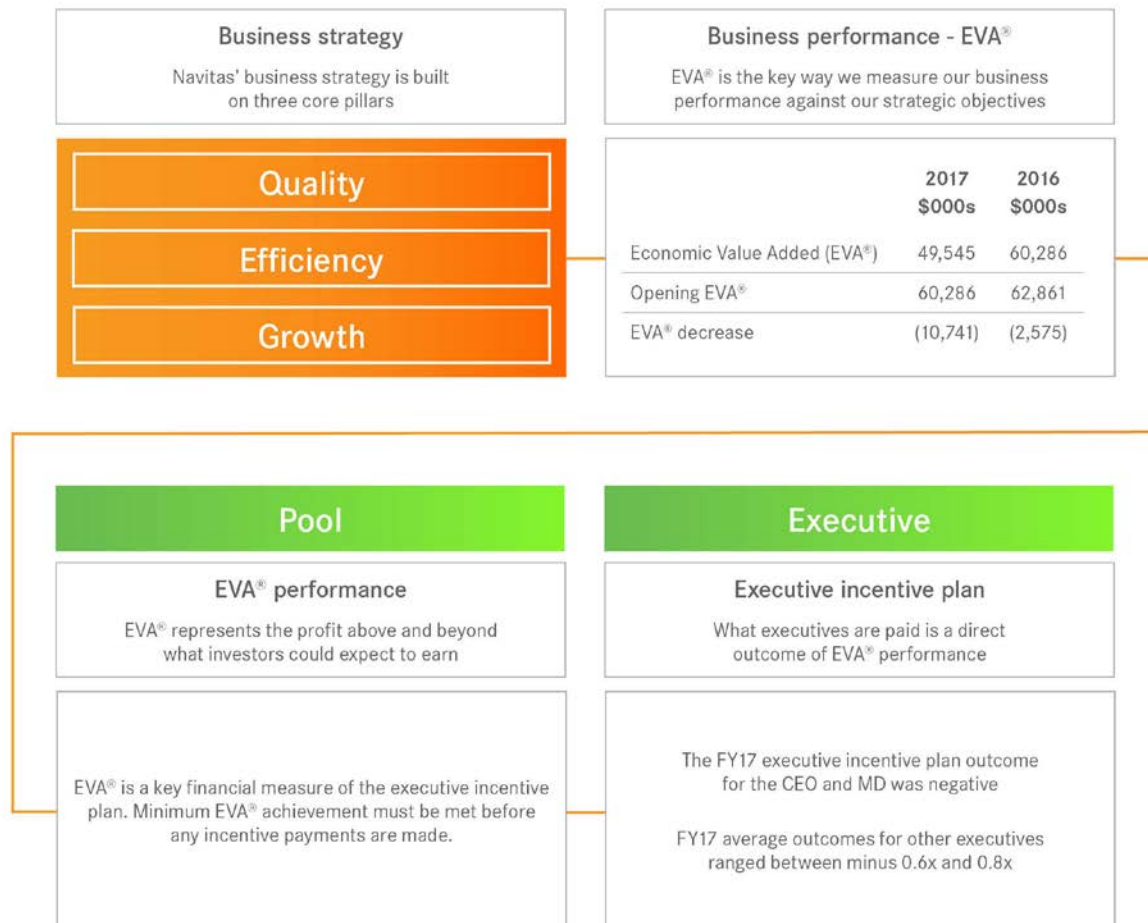 Business strategy
Navitas' business strategy is built
on three core pillars
Quality
Efficiency
Growth
Business performance - EVA®
EVA® is the key way we measure our business
performance against our strategic objectives
2017 2016
$000s $000s
Economic Value Added (EVA®) 49,545 60,286
Opening EVA® 60,286 62,861
EVA® decrease (10,741) (2,575)
Pool
EVA® performance
EVA® represents the profit above and beyond
what investors could expect to earn
EVA® is a key financial measure of the executive incentive
plan. Minimum EVA® achievement must be met before
any incentive payments are made.
Executive
Executive incentive plan
What executives are paid is a direct
outcome of EVA® performance
The FY17 executive incentive plan outcome
for the CEO and MD was negative
FY17 average outcomes for other executives
ranged between minus 0.6x and 0.8x